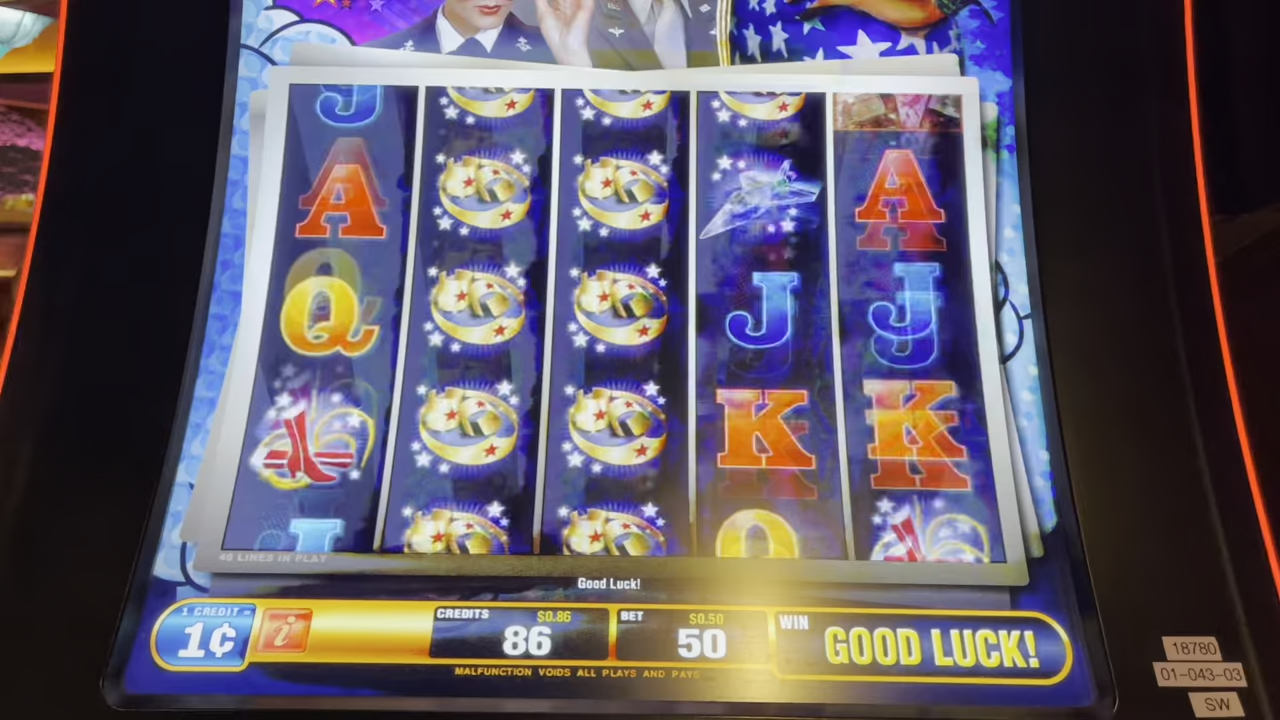 J
A
A
Q
J
J
K
K
J
Q
40 LINES IN PLAY
Good Luck!
1 CREDIT =
1¢
i
CREDITS
$0.86
86
BET
$0.50
50
WIN
GOOD LUCK!
MALFUNCTION VOIDS ALL PLAYS AND PAYS
18780
01-043-03
SW